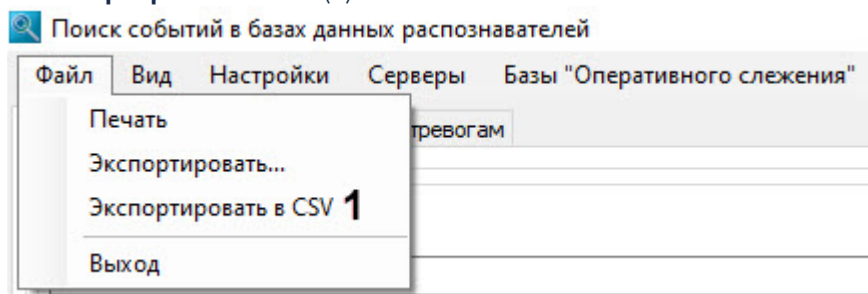 Поиск событий в базах данных распознавателей
Файл Вид Настройки Серверы Базы "Оперативного слежения"
Печать
тревогам
Экспортировать...
Экспортировать в CSV 1
Выход